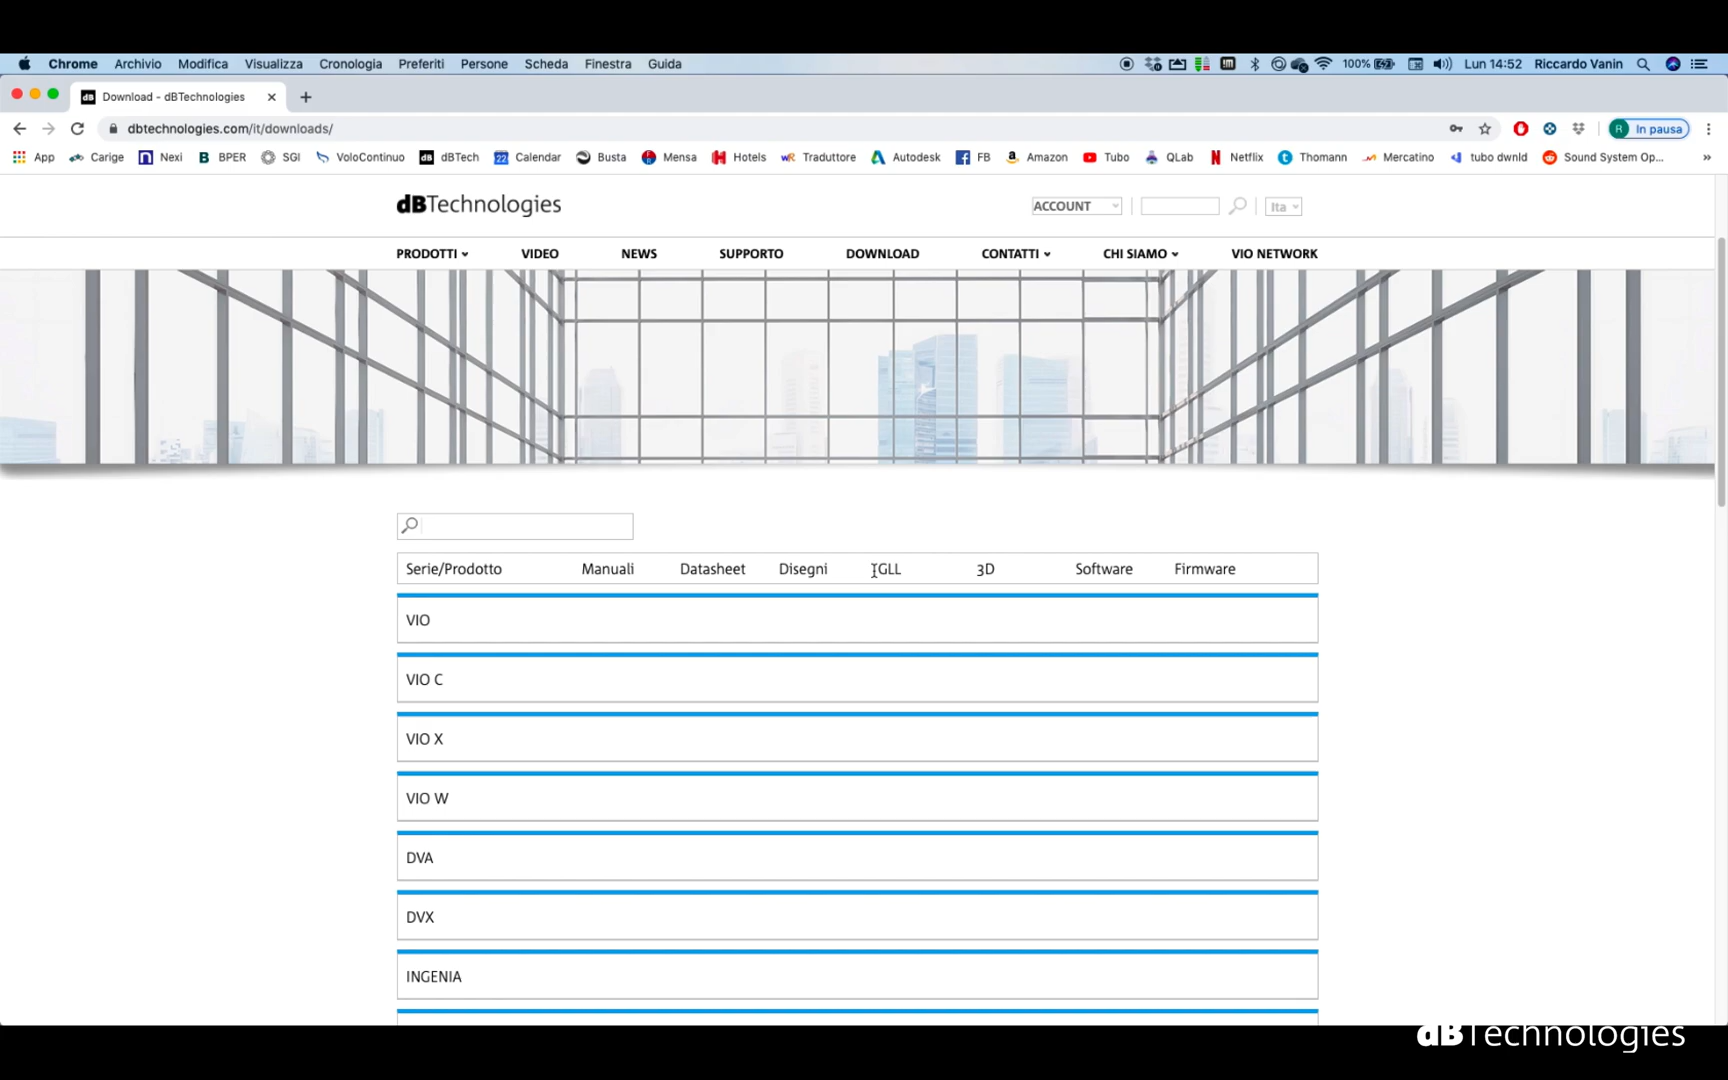 Chrome Archivio Modifica Visualizza Cronologia Preferiti Persone Scheda Finestra Guida 100% Lun 14:52 Riccardo Vanin
dB Download - dBTechnologies
dbtechnologies.com/it/downloads/ R In pausa
App Carige Nexi BPER SGI VoloContinuo dBTech Calendar Busta Mensa Hotels Traduttore Autodesk FB Amazon Tubo QLab Netflix Thomann Mercatino tubo dwnld Sound System Op...
dBTechnologies ACCOUNT Ita
PRODOTTI VIDEO NEWS SUPPORTO DOWNLOAD CONTATTI CHI SIAMO VIO NETWORK
Serie/Prodotto Manuali Datasheet Disegni GLL 3D Software Firmware
VIO
VIO C
VIO X
VIO W
DVA
DVX
INGENIA
dBTechnologies